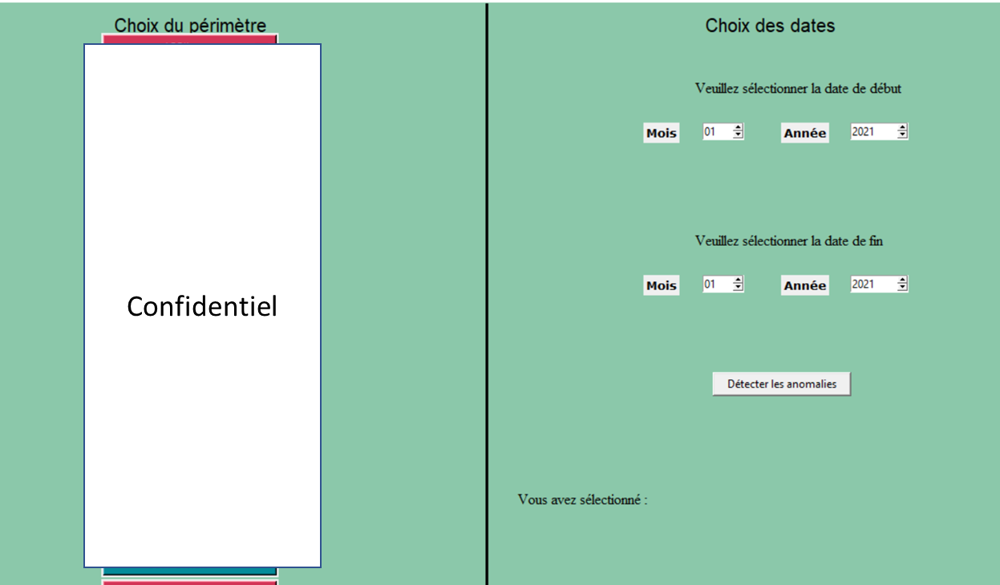 Choix du périmètre
Confidentiel
Choix des dates
Veuillez sélectionner la date de début
Mois 01 Année 2021
Veuillez sélectionner la date de fin
Mois 01 Année 2021
Détecter les anomalies
Vous avez sélectionné :